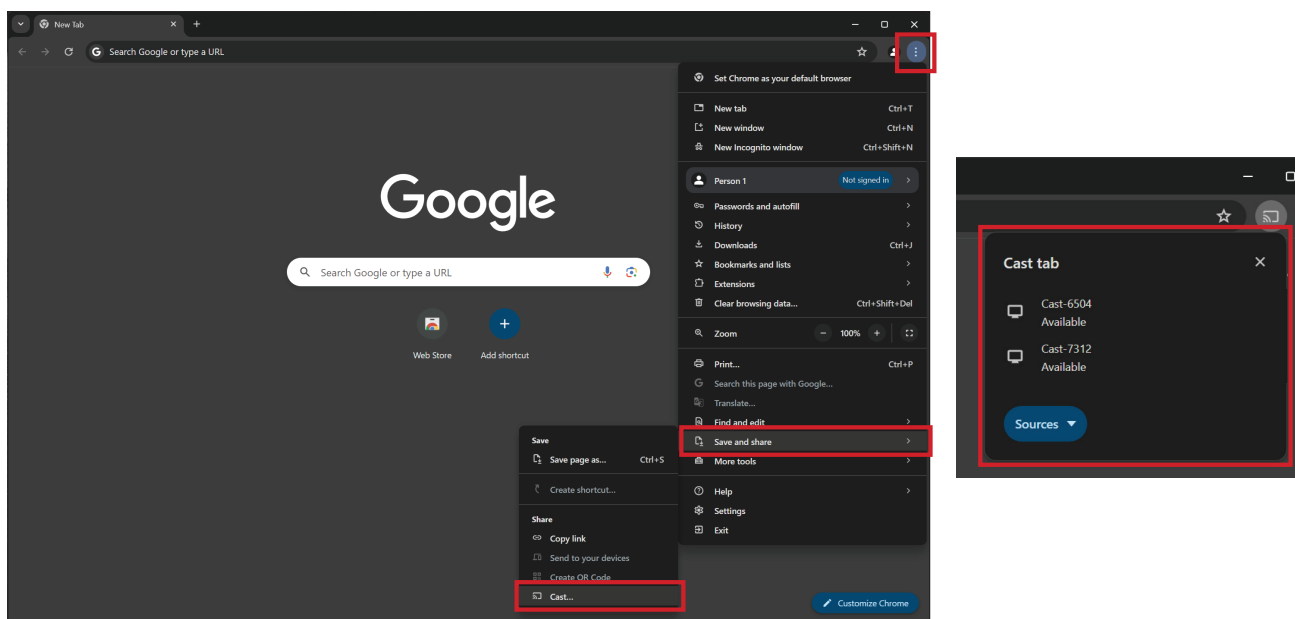 New Tab
G Search Google or type a URL
Set Chrome as your default browser
New tab Ctrl+T
New window Ctrl+N
New Incognito window Ctrl+Shift+N
Person 1 Not signed in
Passwords and autofill
History
Downloads Ctrl+J
Bookmarks and lists
Extensions
Clear browsing data... Ctrl+Shift+Del
Zoom − 100% +
Print... Ctrl+P
G Search this page with Google...
Translate...
Find and edit
Save and share
More tools
Help
Settings
Exit
Google
Search Google or type a URL
Web Store Add shortcut
Save
Save page as... Ctrl+S
Create shortcut...
Share
Copy link
Send to your devices
Create QR Code
Cast...
Customize Chrome
Cast tab
Cast-6504
Available
Cast-7312
Available
Sources